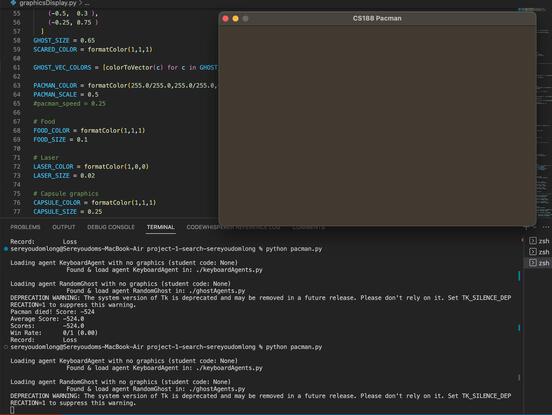 graphicsDisplay.py > ...
CS188 Pacman
55 (-0.5, 0.3 ),
56 (-0.25, 0.75 )
57 ]
58 GHOST_SIZE = 0.65
59 SCARED_COLOR = formatColor(1,1,1)
60
61 GHOST_VEC_COLORS = [colorToVector(c) for c in GHOST
62
63 PACMAN_COLOR = formatColor(255.0/255.0,255.0/255.0,
64 PACMAN_SCALE = 0.5
65 #pacman_speed = 0.25
66
67 # Food
68 FOOD_COLOR = formatColor(1,1,1)
69 FOOD_SIZE = 0.1
70
71 # Laser
72 LASER_COLOR = formatColor(1,0,0)
73 LASER_SIZE = 0.02
74
75 # Capsule graphics
76 CAPSULE_COLOR = formatColor(1,1,1)
77 CAPSULE_SIZE = 0.25
PROBLEMS OUTPUT DEBUG CONSOLE TERMINAL CODEWHISPERER REFERENCE LOG COMMENTS
Record: Loss
sereyoudomlong@Sereyoudoms-MacBook-Air project-1-search-sereyoudomlong % python pacman.py
Loading agent KeyboardAgent with no graphics (student code: None)
Found & load agent KeyboardAgent in: ./keyboardAgents.py
Loading agent RandomGhost with no graphics (student code: None)
Found & load agent RandomGhost in: ./ghostAgents.py
DEPRECATION WARNING: The system version of Tk is deprecated and may be removed in a future release. Please don't rely on it. Set TK_SILENCE_DEP
RECATION=1 to suppress this warning.
Pacman died! Score: -524
Average Score: -524.0
Scores: -524.0
Win Rate: 0/1 (0.00)
Record: Loss
sereyoudomlong@Sereyoudoms-MacBook-Air project-1-search-sereyoudomlong % python pacman.py
Loading agent KeyboardAgent with no graphics (student code: None)
Found & load agent KeyboardAgent in: ./keyboardAgents.py
Loading agent RandomGhost with no graphics (student code: None)
Found & load agent RandomGhost in: ./ghostAgents.py
DEPRECATION WARNING: The system version of Tk is deprecated and may be removed in a future release. Please don't rely on it. Set TK_SILENCE_DEP
RECATION=1 to suppress this warning.
zsh
zsh
zsh